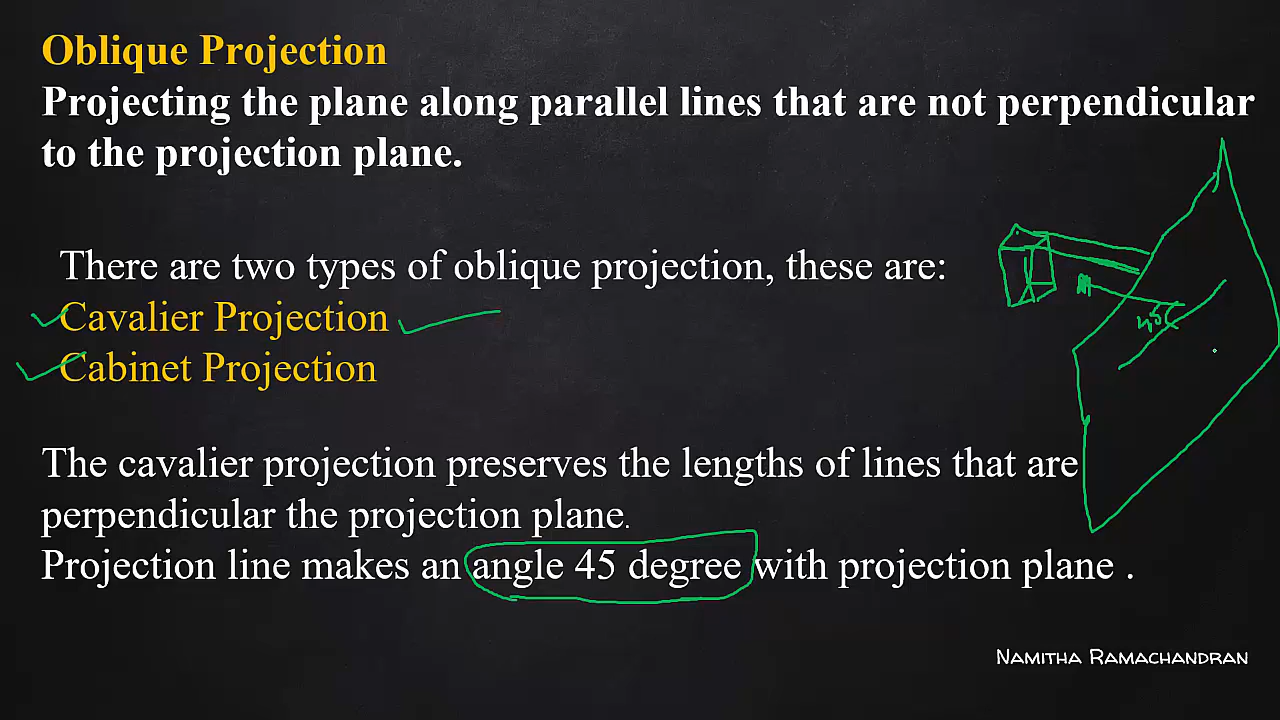 Oblique Projection
Projecting the plane along parallel lines that are not perpendicular
to the projection plane.
There are two types of oblique projection, these are:
Cavalier Projection
Cabinet Projection
45
The cavalier projection preserves the lengths of lines that are
perpendicular the projection plane.
Projection line makes an angle 45 degree with projection plane .
Namitha Ramachandran